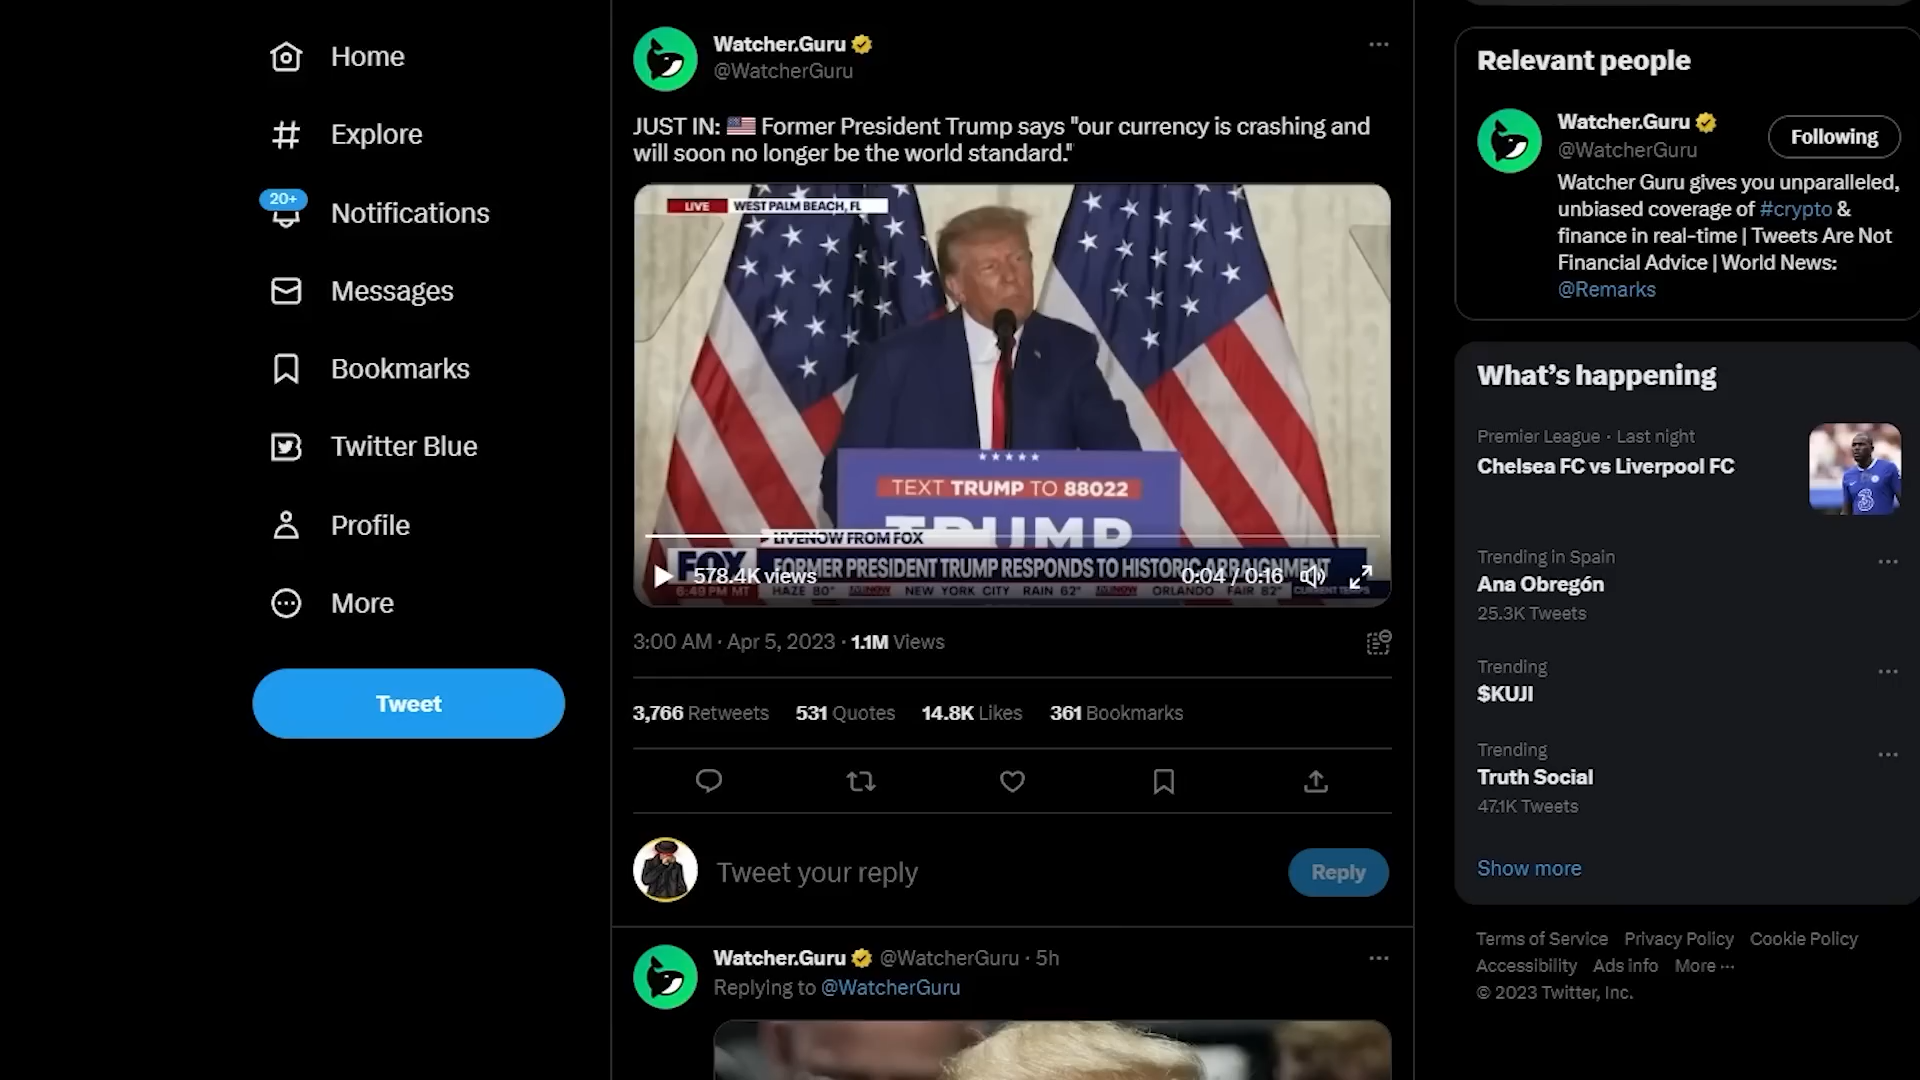 Home
Explore
20+
Notifications
Messages
Bookmarks
Twitter Blue
Profile
More
Tweet
Watcher.Guru
@WatcherGuru
JUST IN: 🇺🇸 Former President Trump says "our currency is crashing and
will soon no longer be the world standard."
LIVE WEST PALM BEACH, FL
TEXT TRUMP TO 88022
TRUMP
LIVENOW FROM FOX
FOX FORMER PRESIDENT TRUMP RESPONDS TO HISTORIC ARRAIGNMENT
578.4K views 0:04 / 0:16
6:49 PM MT HAZE 80° LIVENOW NEW YORK CITY RAIN 62° LIVENOW ORLANDO FAIR 82° CURRENT TEMPS
3:00 AM · Apr 5, 2023 · 1.1M Views
3,766 Retweets 531 Quotes 14.8K Likes 361 Bookmarks
Tweet your reply
Reply
Watcher.Guru @WatcherGuru · 5h
Replying to @WatcherGuru
Relevant people
Watcher.Guru
@WatcherGuru
Following
Watcher Guru gives you unparalleled,
unbiased coverage of #crypto &
finance in real-time | Tweets Are Not
Financial Advice | World News:
@Remarks
What's happening
Premier League · Last night
Chelsea FC vs Liverpool FC
3
Trending in Spain
Ana Obregón
25.3K Tweets
Trending
$KUJI
Trending
Truth Social
47.1K Tweets
Show more
Terms of Service Privacy Policy Cookie Policy
Accessibility Ads info More ···
© 2023 Twitter, Inc.